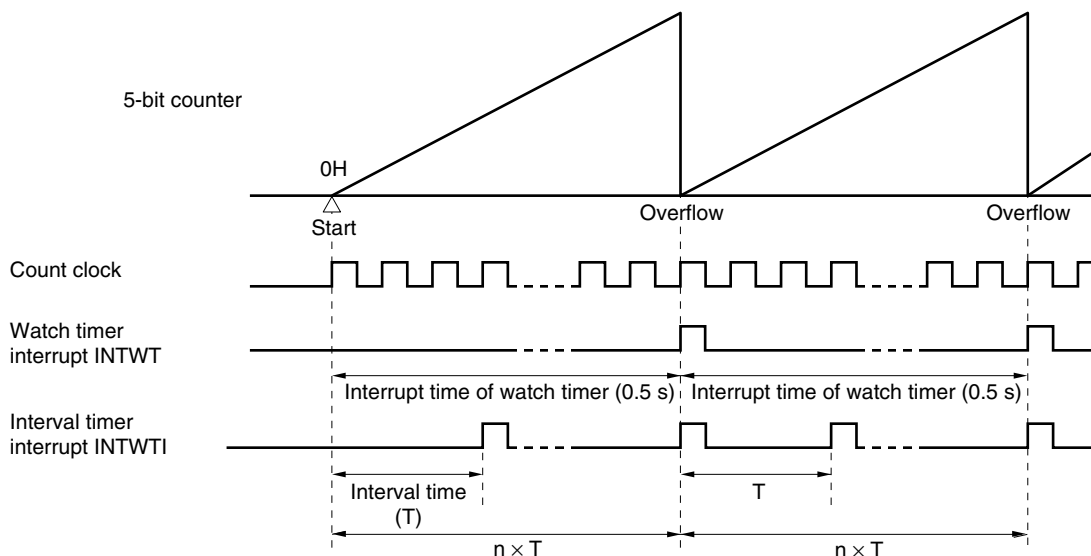 5-bit counter
0H
Start
Overflow
Overflow
Count clock
Watch timer
interrupt INTWT
Interrupt time of watch timer (0.5 s)
Interrupt time of watch timer (0.5 s)
Interval timer
interrupt INTWTI
Interval time
(T)
T
n × T
n × T